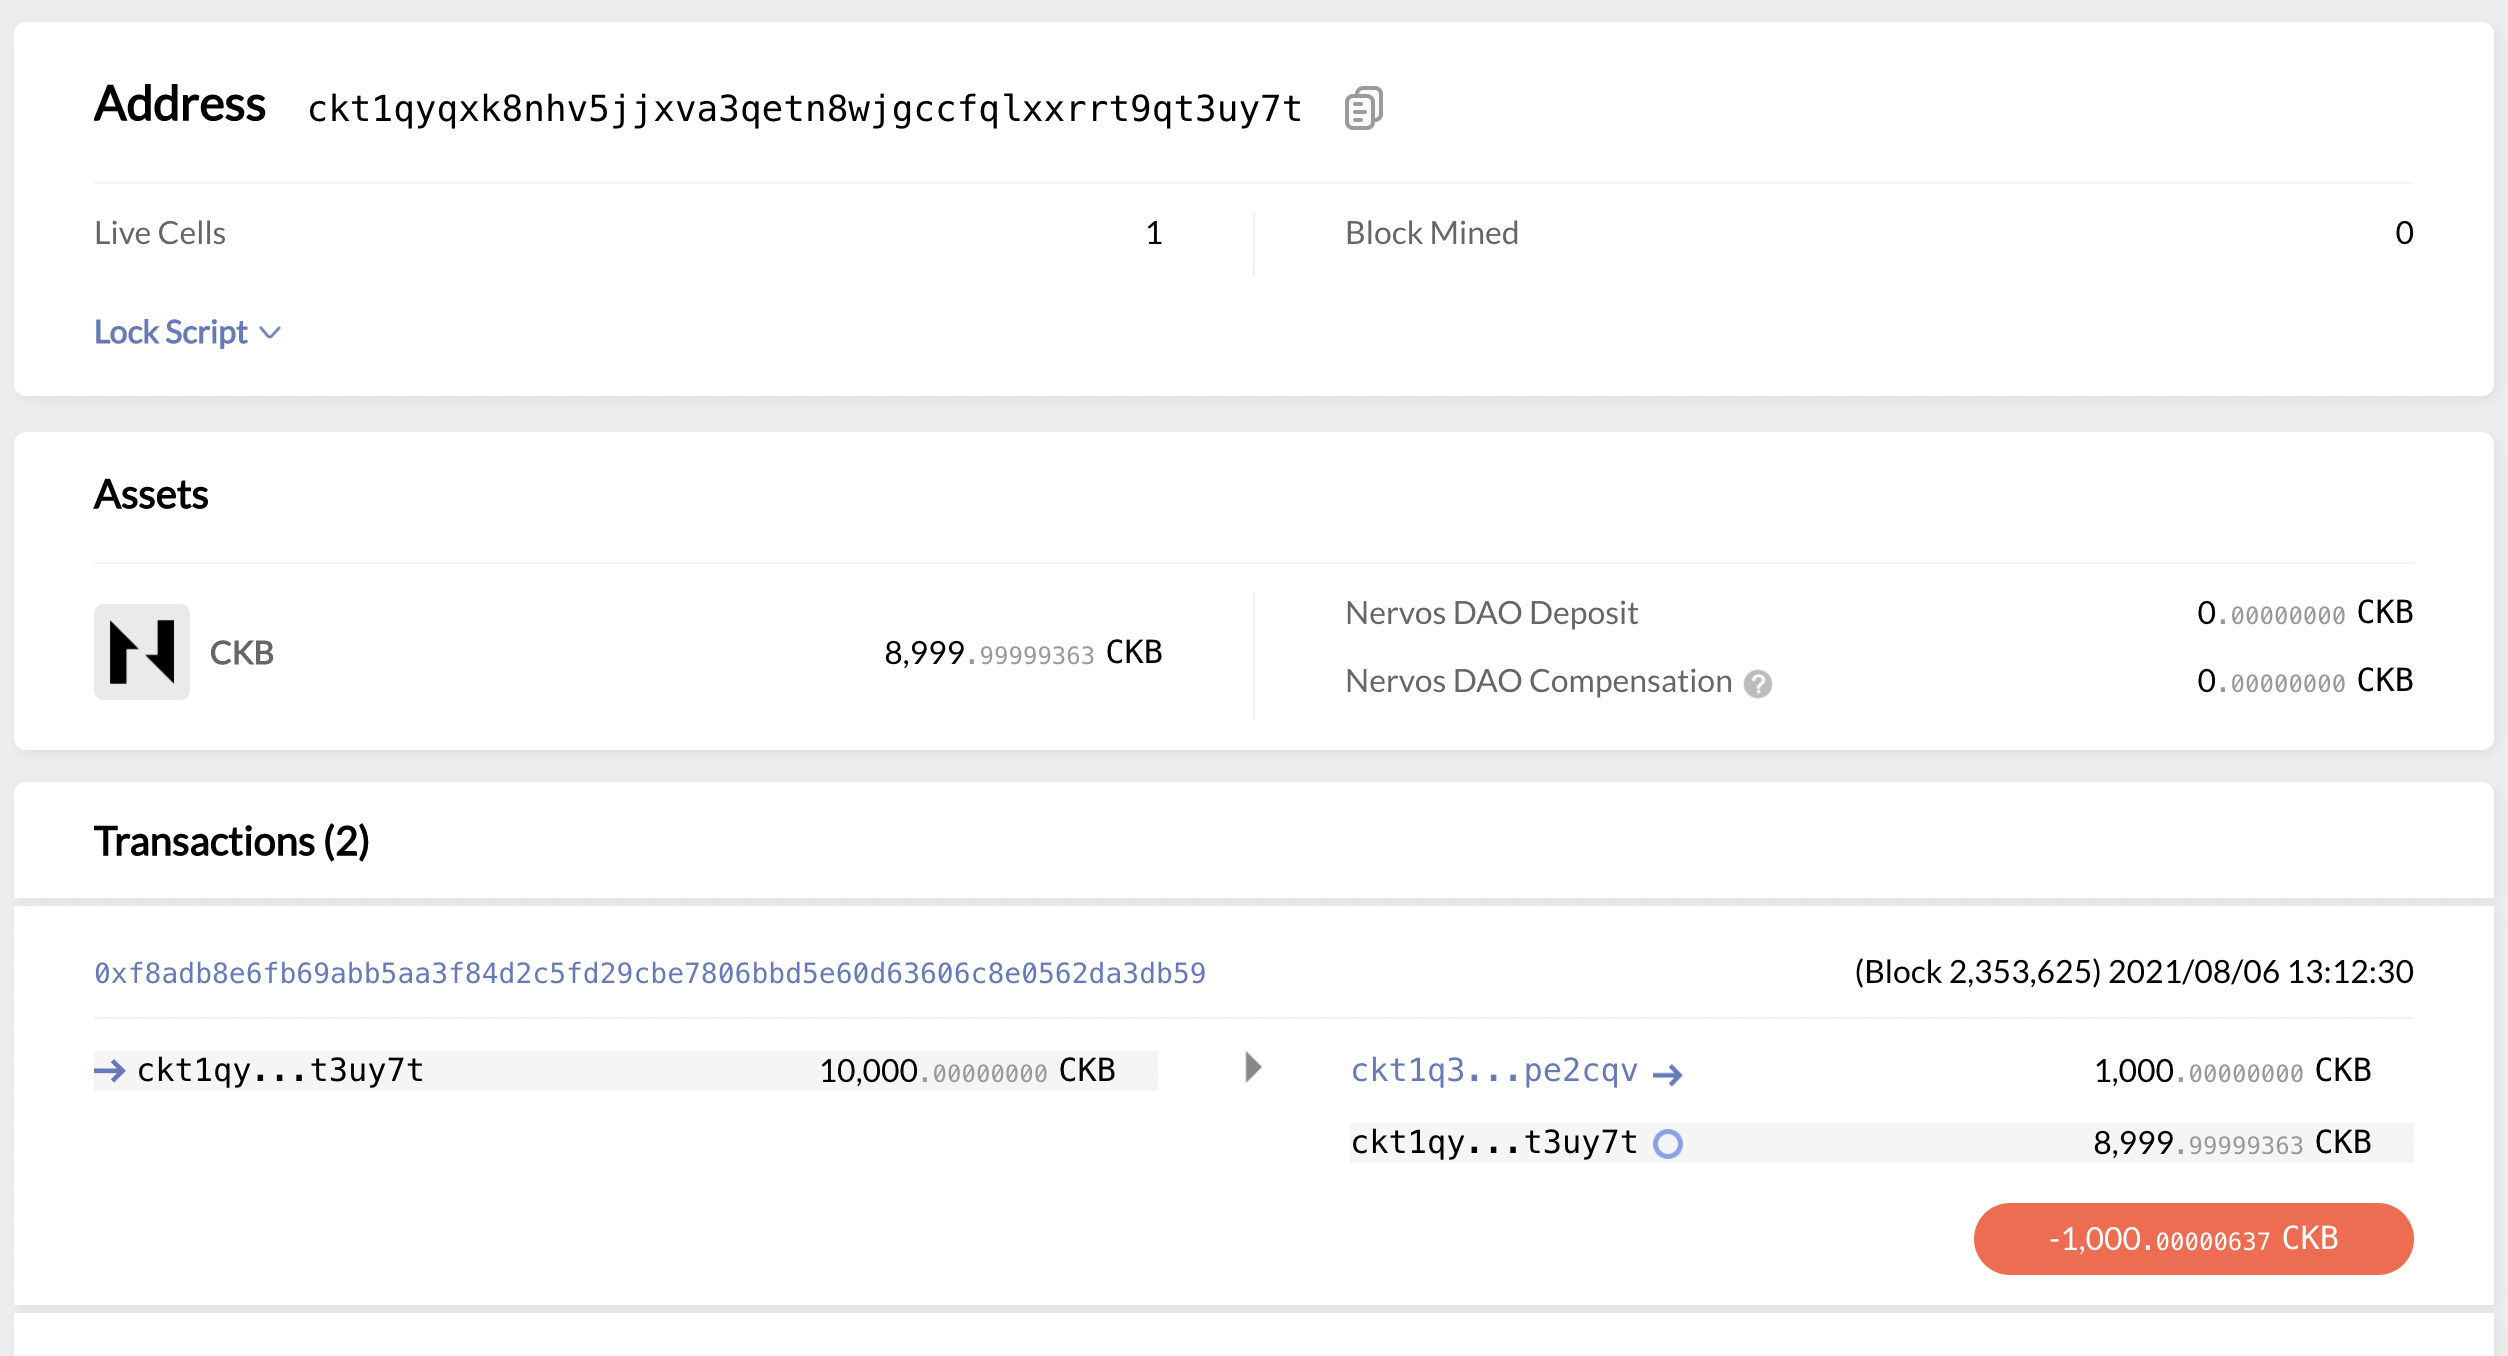 Address ckt1qyqxk8nhv5jjxva3qetn8wjgccfqlxxrrt9qt3uy7t
Live Cells 1 Block Mined 0
Lock Script
Assets
CKB 8,999.99999363 CKB
Nervos DAO Deposit 0.00000000 CKB
Nervos DAO Compensation ? 0.00000000 CKB
Transactions (2)
0xf8adb8e6fb69abb5aa3f84d2c5fd29cbe7806bbd5e60d63606c8e0562da3db59 (Block 2,353,625) 2021/08/06 13:12:30
ckt1qy...t3uy7t 10,000.00000000 CKB ckt1q3...pe2cqv 1,000.00000000 CKB
ckt1qy...t3uy7t 8,999.99999363 CKB
-1,000.00000637 CKB